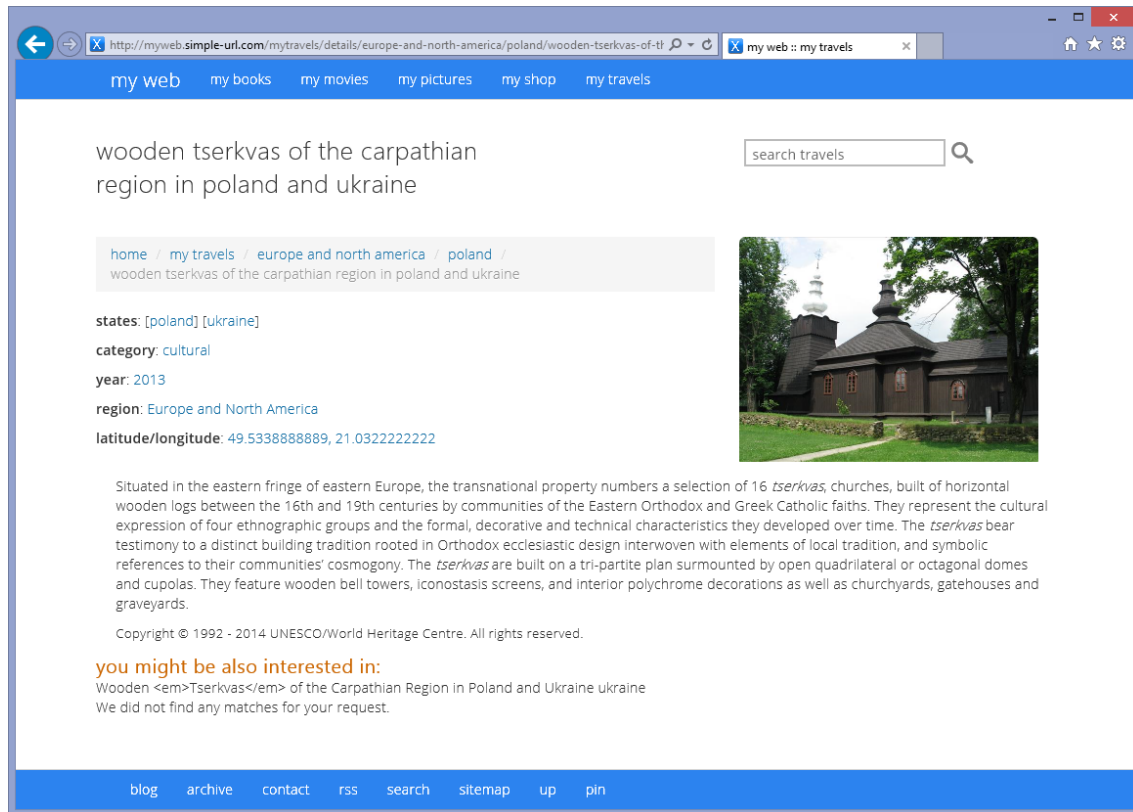 http://myweb.simple-url.com/mytravels/details/europe-and-north-america/poland/wooden-tserkvas-of-th
my web :: my travels
my web my books my movies my pictures my shop my travels
wooden tserkvas of the carpathian
region in poland and ukraine
search travels
home / my travels / europe and north america / poland /
wooden tserkvas of the carpathian region in poland and ukraine
states: [poland] [ukraine]
category: cultural
year: 2013
region: Europe and North America
latitude/longitude: 49.5338888889, 21.0322222222
Situated in the eastern fringe of eastern Europe, the transnational property numbers a selection of 16 tserkvas, churches, built of horizontal
wooden logs between the 16th and 19th centuries by communities of the Eastern Orthodox and Greek Catholic faiths. They represent the cultural
expression of four ethnographic groups and the formal, decorative and technical characteristics they developed over time. The tserkvas bear
testimony to a distinct building tradition rooted in Orthodox ecclesiastic design interwoven with elements of local tradition, and symbolic
references to their communities' cosmogony. The tserkvas are built on a tri-partite plan surmounted by open quadrilateral or octagonal domes
and cupolas. They feature wooden bell towers, iconostasis screens, and interior polychrome decorations as well as churchyards, gatehouses and
graveyards.
Copyright © 1992 - 2014 UNESCO/World Heritage Centre. All rights reserved.
you might be also interested in:
Wooden <em>Tserkvas</em> of the Carpathian Region in Poland and Ukraine ukraine
We did not find any matches for your request.
blog archive contact rss search sitemap up pin